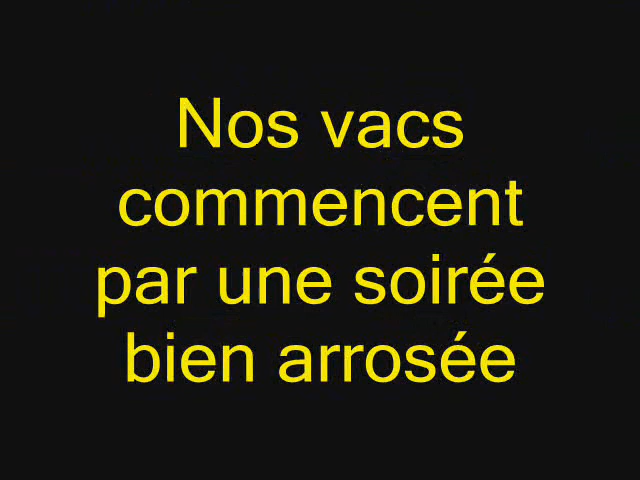 Nos vacs
commencent
par une soirée
bien arrosée